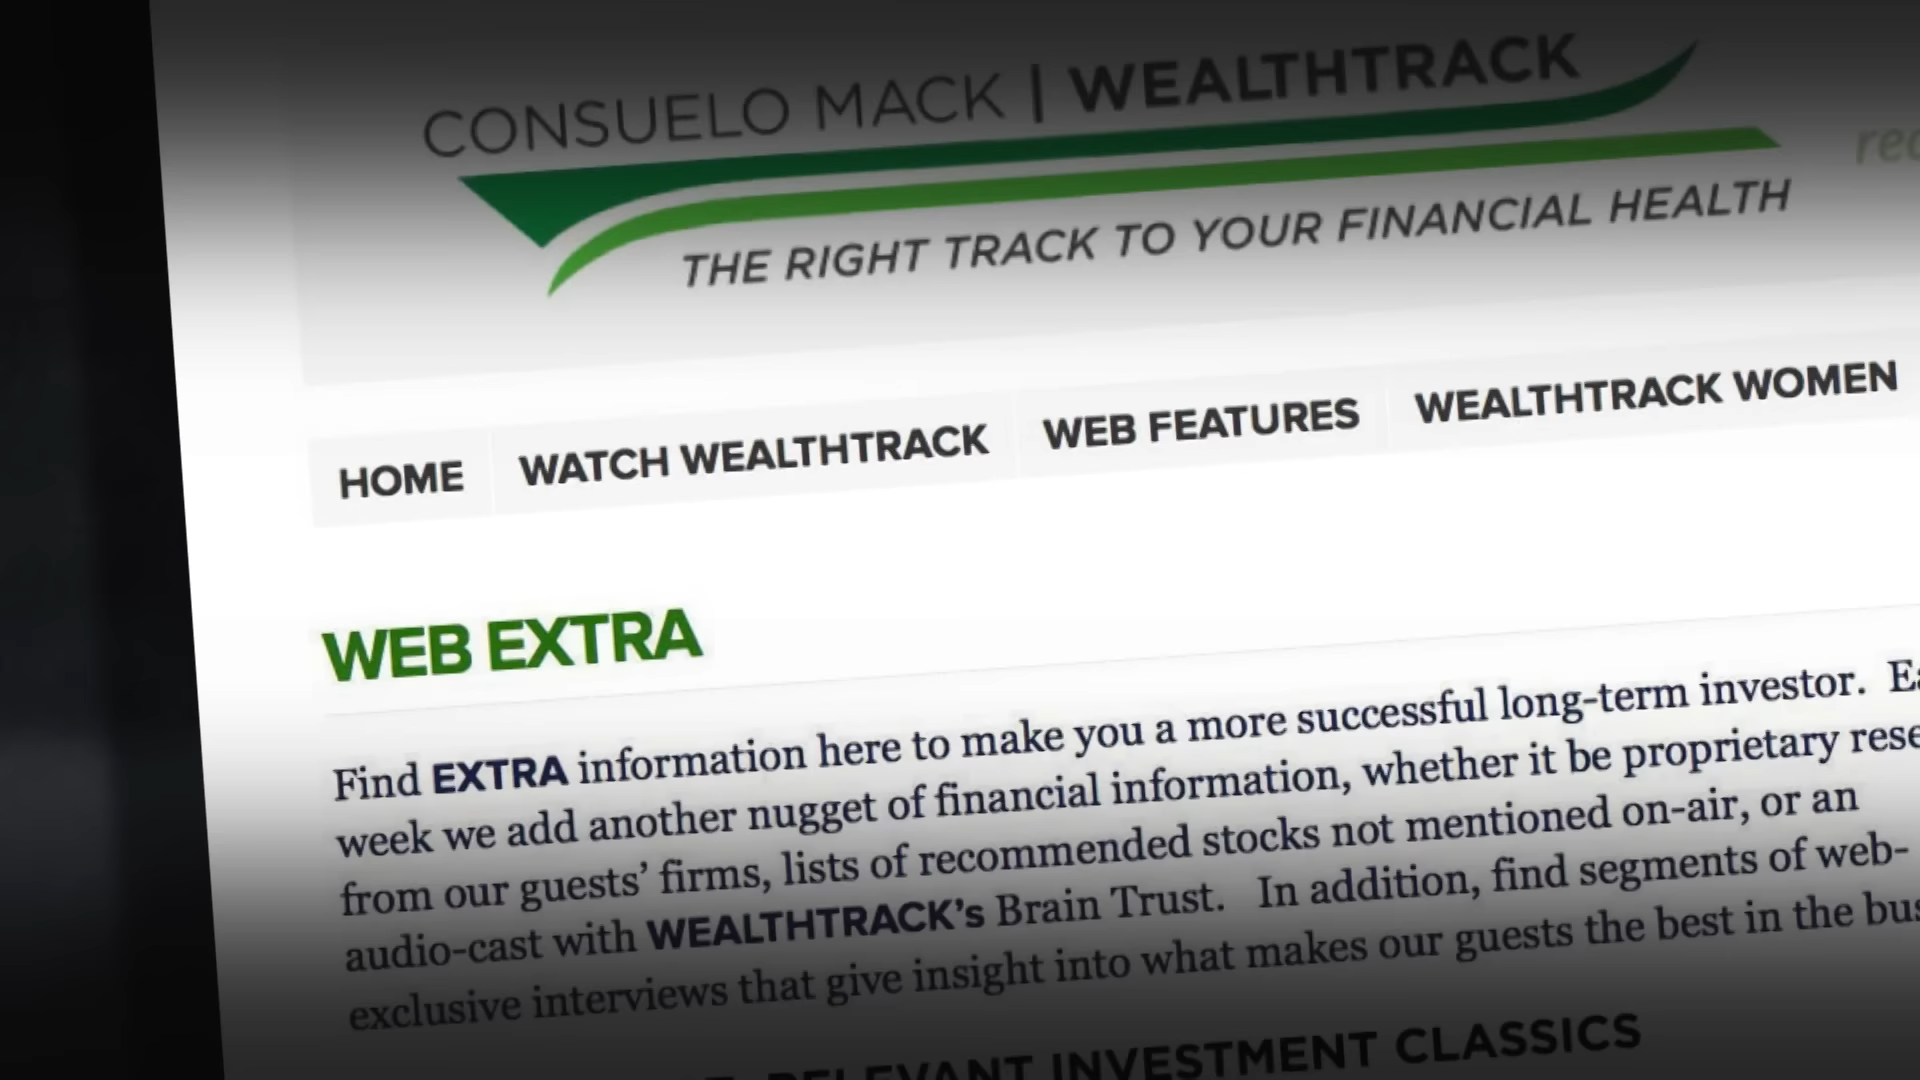 CONSUELO MACK | WEALTHTRACK
THE RIGHT TRACK TO YOUR FINANCIAL HEALTH
HOME WATCH WEALTHTRACK WEB FEATURES WEALTHTRACK WOMEN
WEB EXTRA
Find EXTRA information here to make you a more successful long-term investor.
week we add another nugget of financial information, whether it be proprietary
from our guests’ firms, lists of recommended stocks not mentioned on-air, or an
audio-cast with WEALTHTRACK’s Brain Trust. In addition, find segments of web-
exclusive interviews that give insight into what makes our guests the best in the
RELEVANT INVESTMENT CLASSICS